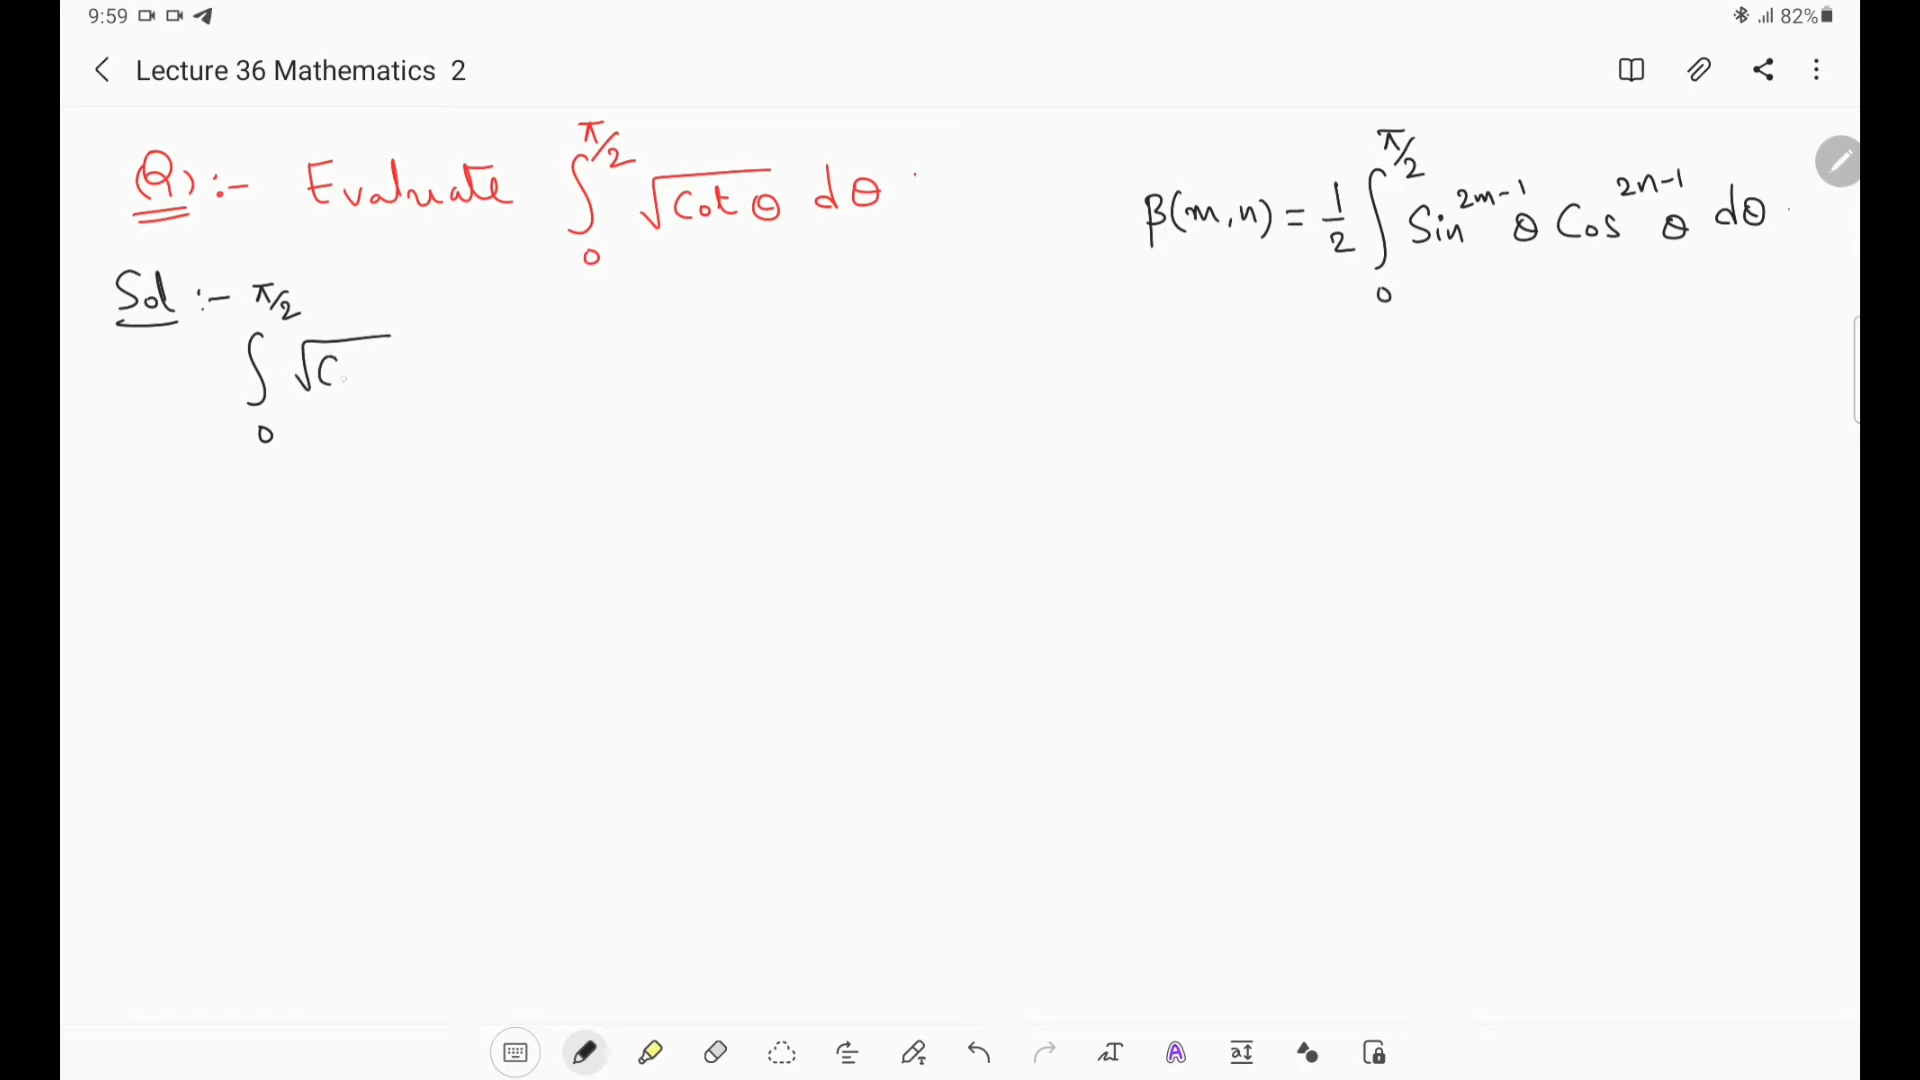 9:59 82%
Lecture 36 Mathematics 2
Q :- Evaluate ∫₀^{π/2} √Cot θ dθ .
β(m,n) = 1/2 ∫₀^{π/2} Sin^{2m-1} θ Cos^{2n-1} θ dθ .
Sol :-
∫₀^{π/2} √C